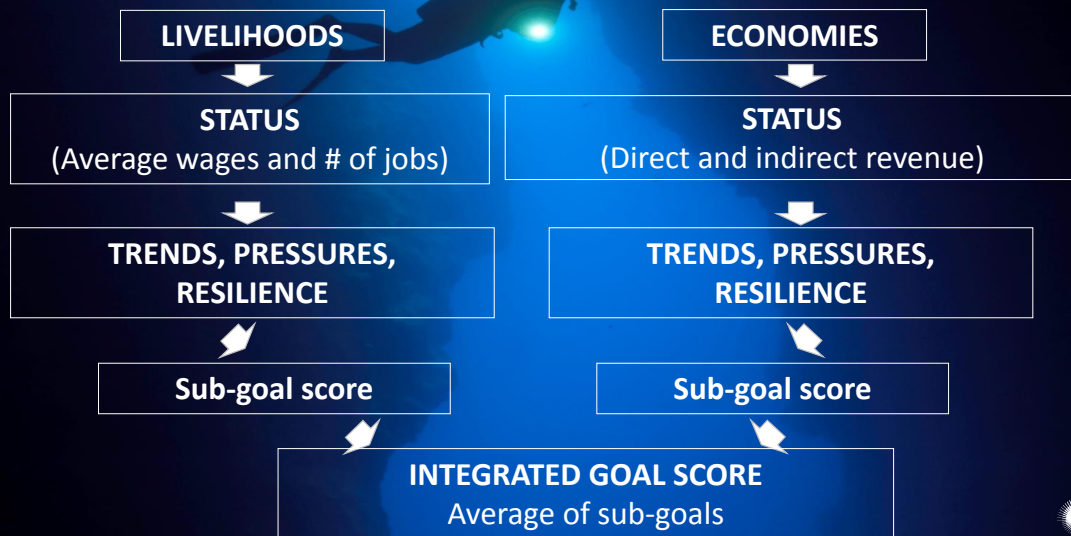 LIVELIHOODS
STATUS
(Average wages and # of jobs)
TRENDS, PRESSURES,
RESILIENCE
Sub-goal score
ECONOMIES
STATUS
(Direct and indirect revenue)
TRENDS, PRESSURES,
RESILIENCE
Sub-goal score
INTEGRATED GOAL SCORE
Average of sub-goals